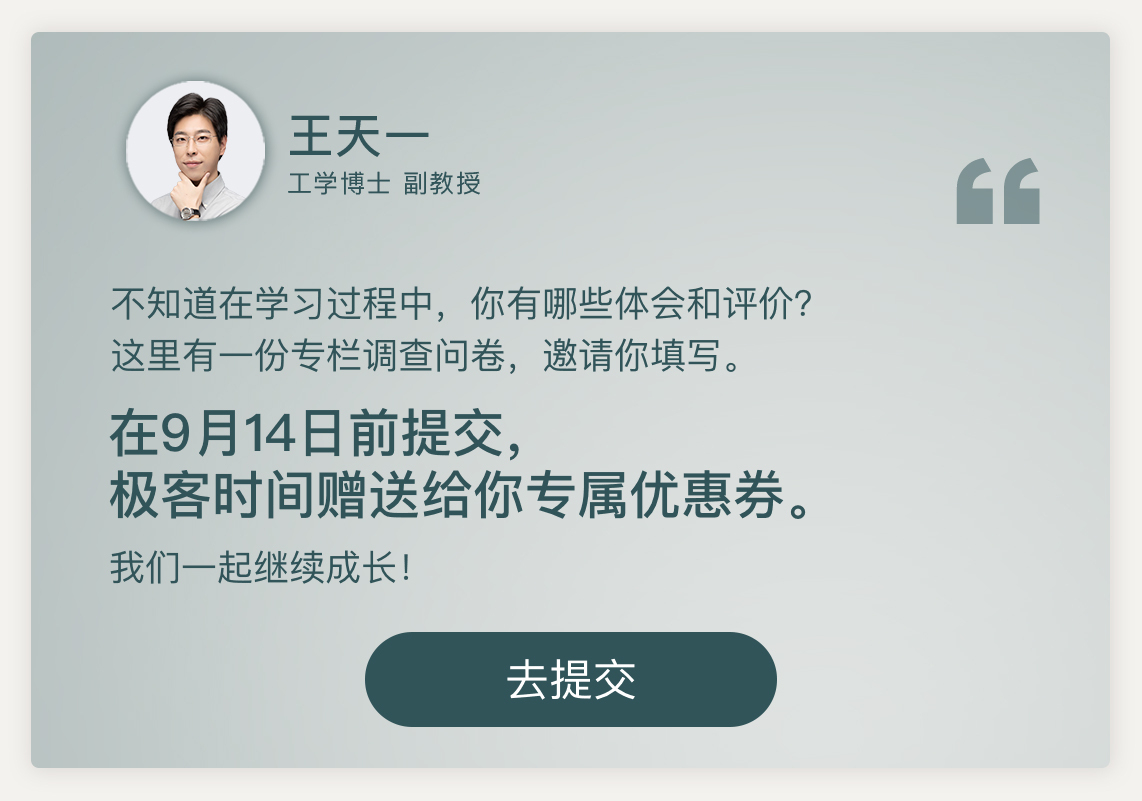 王天一
工学博士 副教授
“
不知道在学习过程中，你有哪些体会和评价？
这里有一份专栏调查问卷，邀请你填写。
在9月14日前提交，
极客时间赠送给你专属优惠券。
我们一起继续成长！
去提交